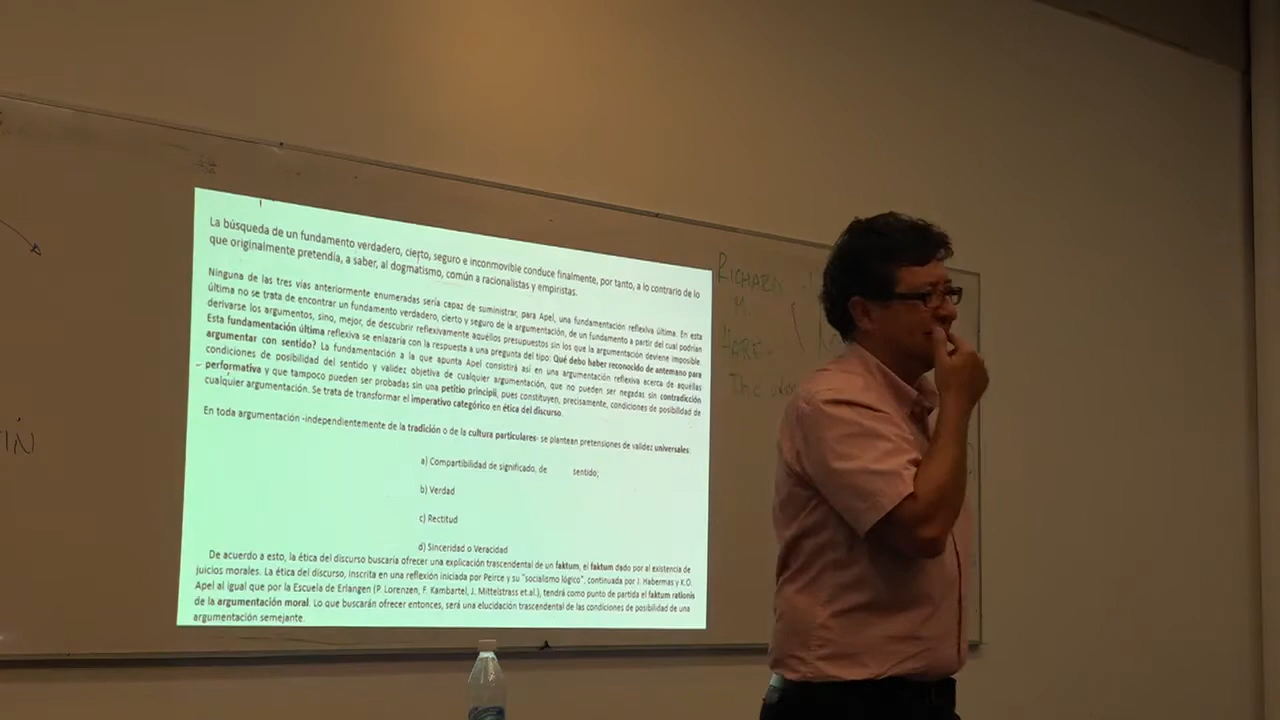 La búsqueda de un fundamento verdadero, cierto, seguro e inconmovible conduce finalmente, por tanto, a lo contrario de lo
que originalmente pretendía, a saber, al dogmatismo, común a racionalistas y empiristas.
Ninguna de las tres vías anteriormente enumeradas sería capaz de suministrar, para Apel, una fundamentación reflexiva última. En esta
última no se trata de encontrar un fundamento verdadero, cierto y seguro de la argumentación, de un fundamento a partir del cual podrían
derivarse los argumentos, sino, mejor, de descubrir reflexivamente aquéllos presupuestos sin los que la argumentación deviene imposible.
Esta fundamentación última reflexiva se enlazaría con la respuesta a una pregunta del tipo: Qué debo haber reconocido de antemano para
argumentar con sentido? La fundamentación a la que apunta Apel consistirá así en una argumentación reflexiva acerca de aquellas
condiciones de posibilidad del sentido y validez objetiva de cualquier argumentación, que no pueden ser negadas sin contradicción
performativa y que tampoco pueden ser probadas sin una petitio principii, pues constituyen, precisamente, condiciones de posibilidad de
cualquier argumentación. Se trata de transformar el imperativo categórico en ética del discurso.
En toda argumentación -independientemente de la tradición o de la cultura particulares- se plantean pretensiones de validez universales:
a) Compartibilidad de significado, de sentido;
b) Verdad
c) Rectitud
d) Sinceridad o Veracidad
De acuerdo a esto, la ética del discurso buscaría ofrecer una explicación trascendental de un faktum, el faktum dado por al existencia de
juicios morales. La ética del discurso, inscrita en una reflexión iniciada por Peirce y su "socialismo lógico", continuada por J. Habermas y K.O.
Apel al igual que por la Escuela de Erlangen (P. Lorenzen, F. Kambartel, J. Mittelstrass et.al.), tendrá como punto de partida el faktum rationis
de la argumentación moral. Lo que buscarán ofrecer entonces, será una elucidación trascendental de las condiciones de posibilidad de una
argumentación semejante.
RICHARD
M.
HARE-
The